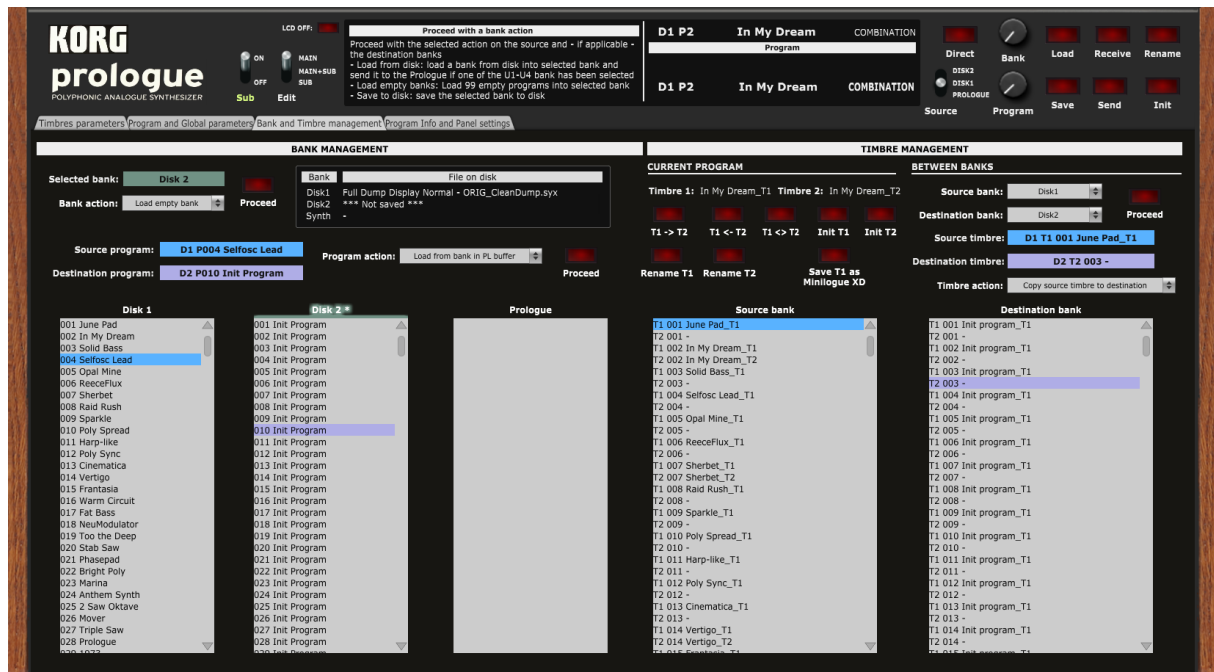 KORG
prologue
POLYPHONIC ANALOGUE SYNTHESIZER
LCD OFF:
ON
OFF
Sub
MAIN
MAIN+SUB
SUB
Edit
Proceed with a bank action
Proceed with the selected action on the source and - if applicable -
the destination banks
- Load from disk: load a bank from disk into selected bank and
send it to the Prologue if one of the U1-U4 bank has been selected
- Load empty banks: Load 99 empty programs into selected bank
- Save to disk: save the selected bank to disk
D1 P2 In My Dream COMBINATION
Program
D1 P2 In My Dream COMBINATION
Direct
DISK2
DISK1
PROLOGUE
Source
Bank
Program
Load Receive Rename
Save Send Init
Timbres parameters Program and Global parameters Bank and Timbre management Program Info and Panel settings
BANK MANAGEMENT
Selected bank: Disk 2
Bank action: Load empty bank Proceed
Bank File on disk
Disk1 Full Dump Display Normal - ORIG_CleanDump.syx
Disk2 *** Not saved ***
Synth -
Source program: D1 P004 Selfosc Lead
Destination program: D2 P010 Init Program
Program action: Load from bank in PL buffer Proceed
TIMBRE MANAGEMENT
CURRENT PROGRAM
Timbre 1: In My Dream_T1 Timbre 2: In My Dream_T2
T1 -> T2 T1 <- T2 T1 <> T2 Init T1 Init T2
Rename T1 Rename T2 Save T1 as
Minilogue XD
BETWEEN BANKS
Source bank: Disk1
Destination bank: Disk2 Proceed
Source timbre: D1 T1 001 June Pad_T1
Destination timbre: D2 T2 003 -
Timbre action: Copy source timbre to destination
Disk 1
001 June Pad
002 In My Dream
003 Solid Bass
004 Selfosc Lead
005 Opal Mine
006 ReeceFlux
007 Sherbet
008 Raid Rush
009 Sparkle
010 Poly Spread
011 Harp-like
012 Poly Sync
013 Cinematica
014 Vertigo
015 Frantasia
016 Warm Circuit
017 Fat Bass
018 NeuModulator
019 Too the Deep
020 Stab Saw
021 Phasepad
022 Bright Poly
023 Marina
024 Anthem Synth
025 2 Saw Oktave
026 Mover
027 Triple Saw
028 Prologue
029 1973
Disk 2 *
001 Init Program
002 Init Program
003 Init Program
004 Init Program
005 Init Program
006 Init Program
007 Init Program
008 Init Program
009 Init Program
010 Init Program
011 Init Program
012 Init Program
013 Init Program
014 Init Program
015 Init Program
016 Init Program
017 Init Program
018 Init Program
019 Init Program
020 Init Program
021 Init Program
022 Init Program
023 Init Program
024 Init Program
025 Init Program
026 Init Program
027 Init Program
028 Init Program
029 Init Program
Prologue
Source bank
T1 001 June Pad_T1
T2 001 -
T1 002 In My Dream_T1
T2 002 In My Dream_T2
T1 003 Solid Bass_T1
T2 003 -
T1 004 Selfosc Lead_T1
T2 004 -
T1 005 Opal Mine_T1
T2 005 -
T1 006 ReeceFlux_T1
T2 006 -
T1 007 Sherbet_T1
T2 007 Sherbet_T2
T1 008 Raid Rush_T1
T2 008 -
T1 009 Sparkle_T1
T2 009 -
T1 010 Poly Spread_T1
T2 010 -
T1 011 Harp-like_T1
T2 011 -
T1 012 Poly Sync_T1
T2 012 -
T1 013 Cinematica_T1
T2 013 -
T1 014 Vertigo_T1
T2 014 Vertigo_T2
T1 015 Frantasia_T1
Destination bank
T1 001 Init program_T1
T2 001 -
T1 002 Init program_T1
T2 002 -
T1 003 Init program_T1
T2 003 -
T1 004 Init program_T1
T2 004 -
T1 005 Init program_T1
T2 005 -
T1 006 Init program_T1
T2 006 -
T1 007 Init program_T1
T2 007 -
T1 008 Init program_T1
T2 008 -
T1 009 Init program_T1
T2 009 -
T1 010 Init program_T1
T2 010 -
T1 011 Init program_T1
T2 011 -
T1 012 Init program_T1
T2 012 -
T1 013 Init program_T1
T2 013 -
T1 014 Init program_T1
T2 014 -
T1 015 Init program_T1